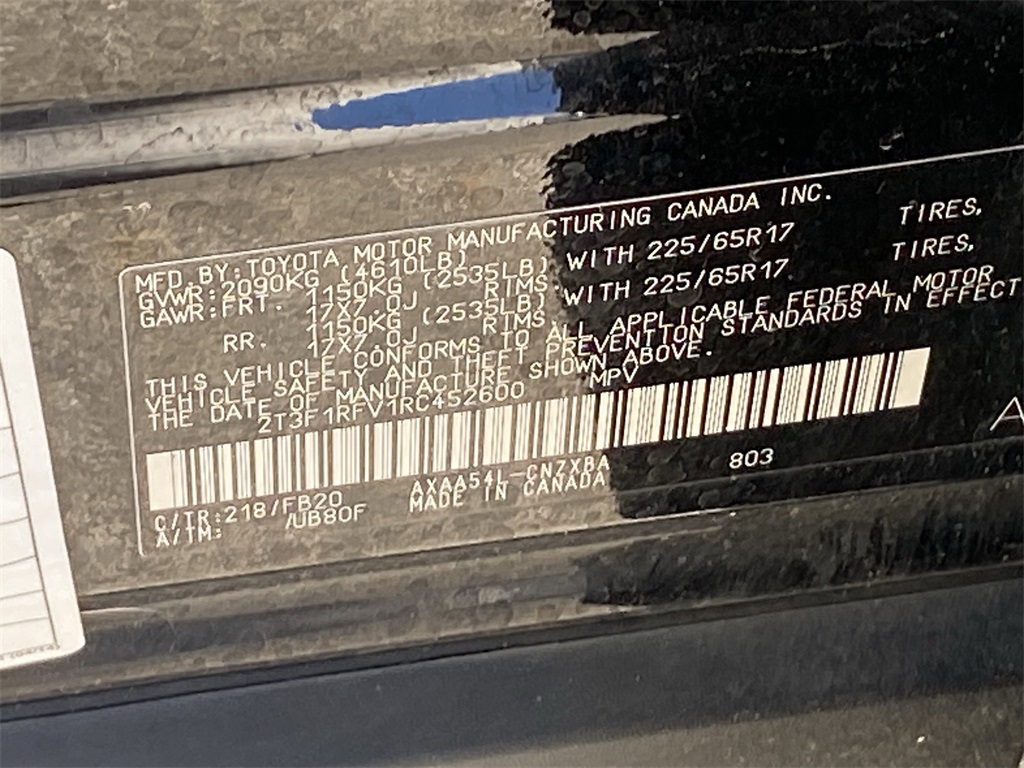 MFD.BY:TOYOTA MOTOR MANUFACTURING CANADA INC.
GVWR:2090KG (4610LB)
GAWR:FRT. 1150KG (2535LB) WITH 225/65R17 TIRES,
17X7.0J RIMS:
RR. 1150KG (2535LB) WITH 225/65R17 TIRES,
17X7.0J RIMS:
THIS VEHICLE CONFORMS TO ALL APPLICABLE FEDERAL MOTOR
VEHICLE SAFETY AND THEFT PREVENTION STANDARDS IN EFFECT
THE DATE OF MANUFACTURE SHOWN ABOVE.
2T3F1RFV1RC452600 MPV
C/TR:218/FB20 AXAA54L-CNZXBA 803
A/TM: /UB80F MADE IN CANADA
A